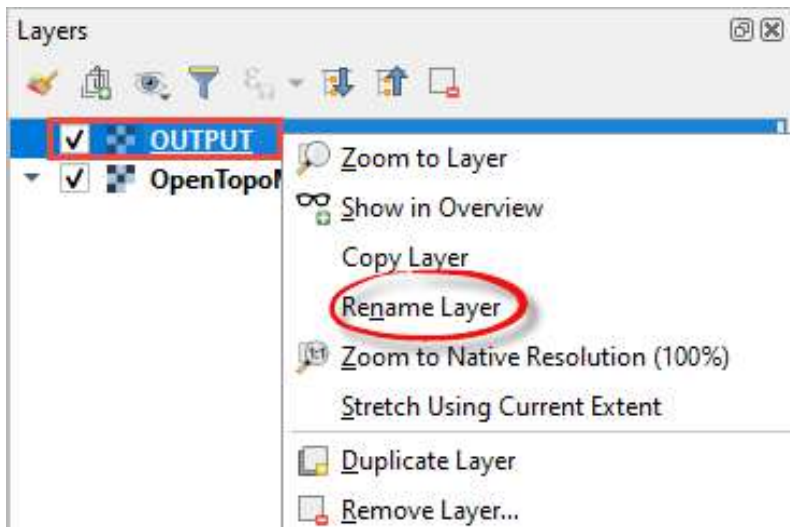 Layers
OUTPUT
Zoom to Layer
OpenTopoM
Show in Overview
Copy Layer
Rename Layer
Zoom to Native Resolution (100%)
Stretch Using Current Extent
Duplicate Layer
Remove Layer...